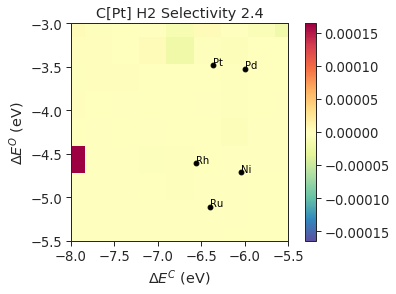 C[Pt] H2 Selectivity 2.4
−3.0
−3.5
−4.0
−4.5
−5.0
−5.5
ΔE^O (eV)
Pt
Pd
Rh
Ni
Ru
−8.0 −7.5 −7.0 −6.5 −6.0 −5.5
ΔE^C (eV)
0.00015
0.00010
0.00005
0.00000
−0.00005
−0.00010
−0.00015